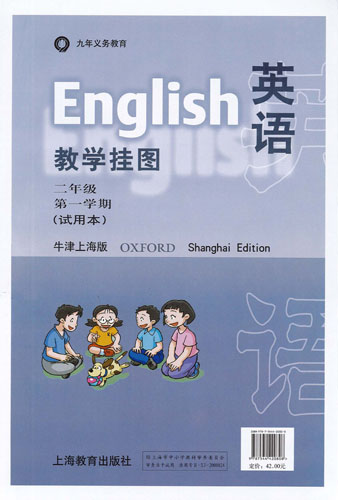 九年义务教育
English
英语
教学挂图
二年级
第一学期
(试用本)
牛津上海版 OXFORD Shanghai Edition
上海教育出版社
定价: 42.00元